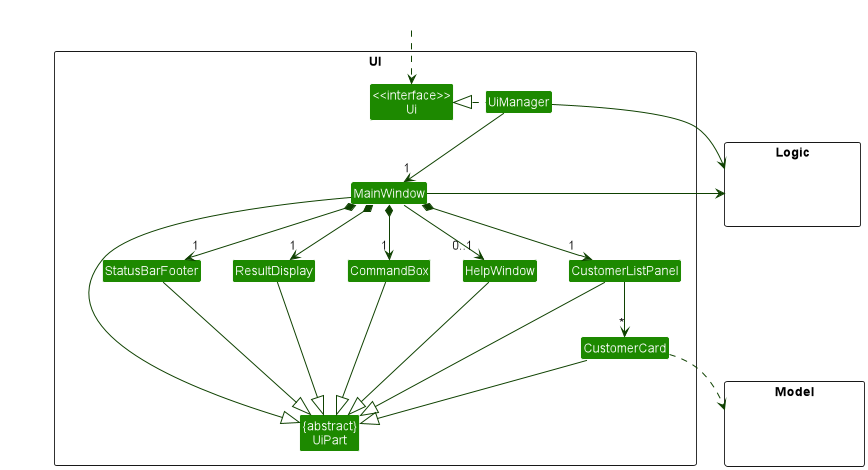 UI
<<interface>>
Ui
UiManager
Logic
1
MainWindow
1
1
1
0..1
1
StatusBarFooter
ResultDisplay
CommandBox
HelpWindow
CustomerListPanel
*
CustomerCard
Model
{abstract}
UiPart